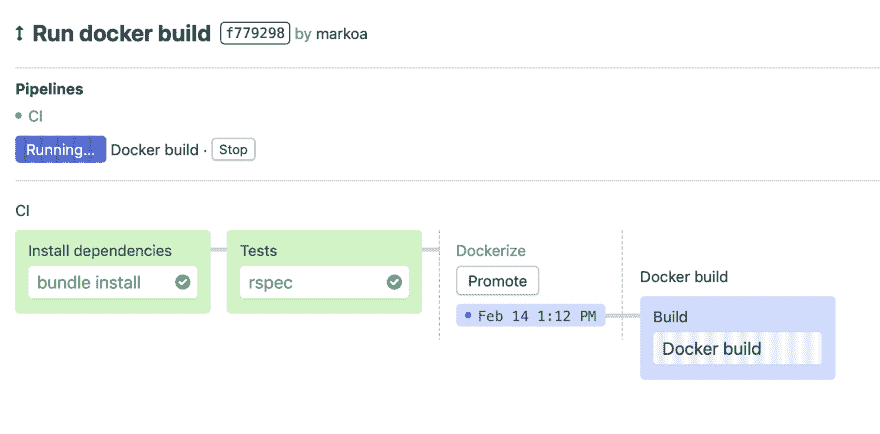 Run docker build f779298 by markoa
Pipelines
CI
Running... Docker build · Stop
CI
Install dependencies
bundle install
Tests
rspec
Dockerize
Promote
Feb 14 1:12 PM
Docker build
Build
Docker build